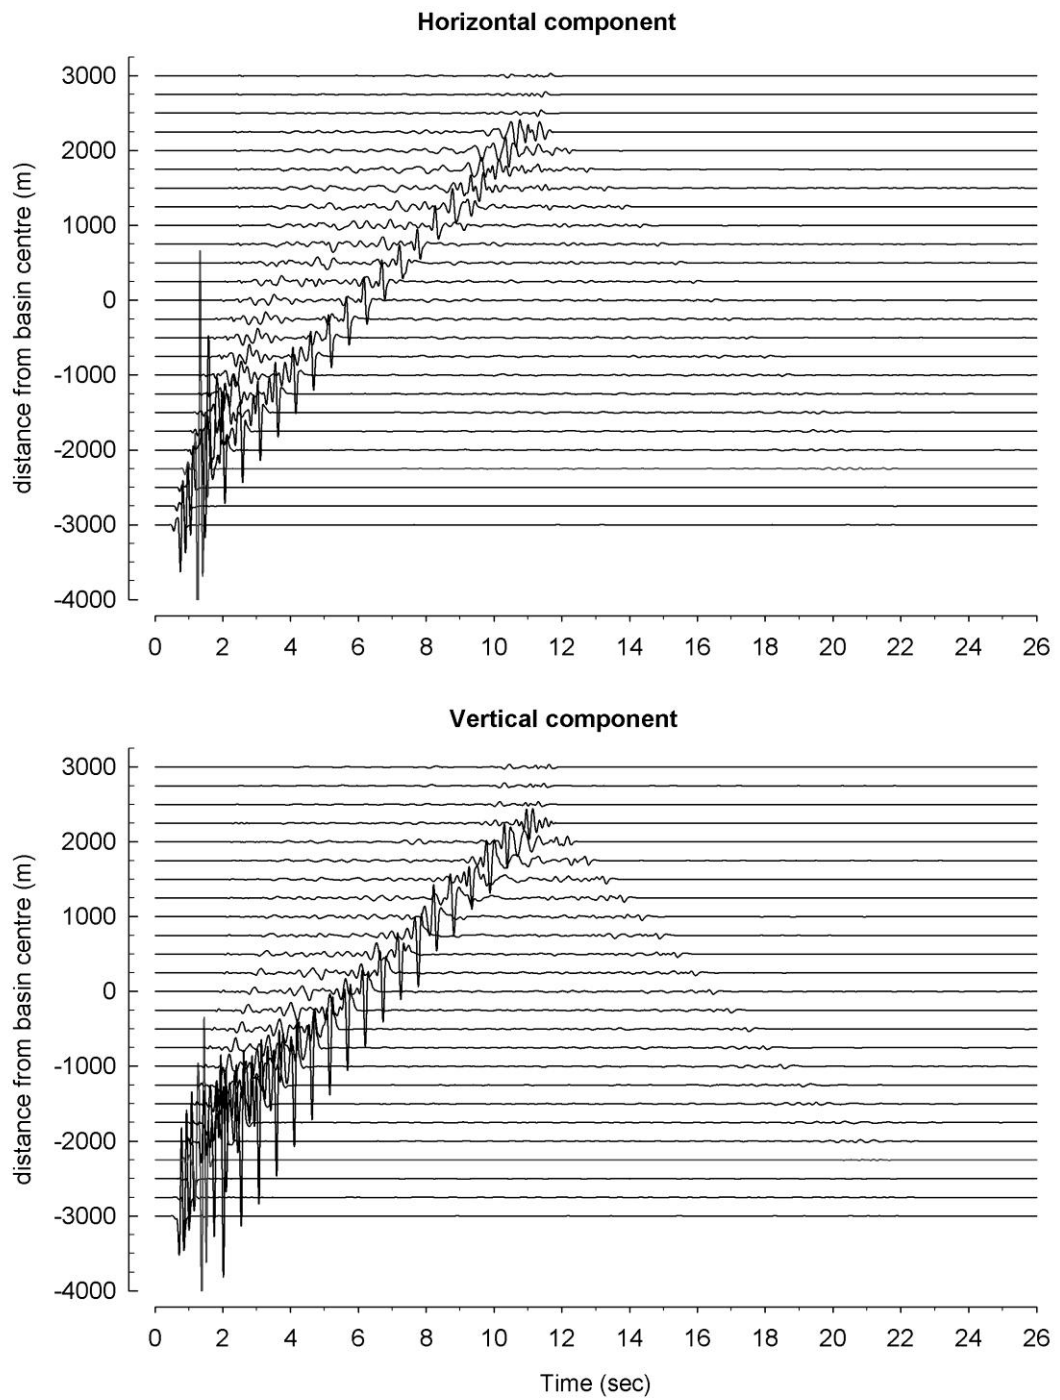 Horizontal component
distance from basin centre (m)
3000
2000
1000
0
-1000
-2000
-3000
-4000
0 2 4 6 8 10 12 14 16 18 20 22 24 26
Vertical component
distance from basin centre (m)
3000
2000
1000
0
-1000
-2000
-3000
-4000
0 2 4 6 8 10 12 14 16 18 20 22 24 26
Time (sec)